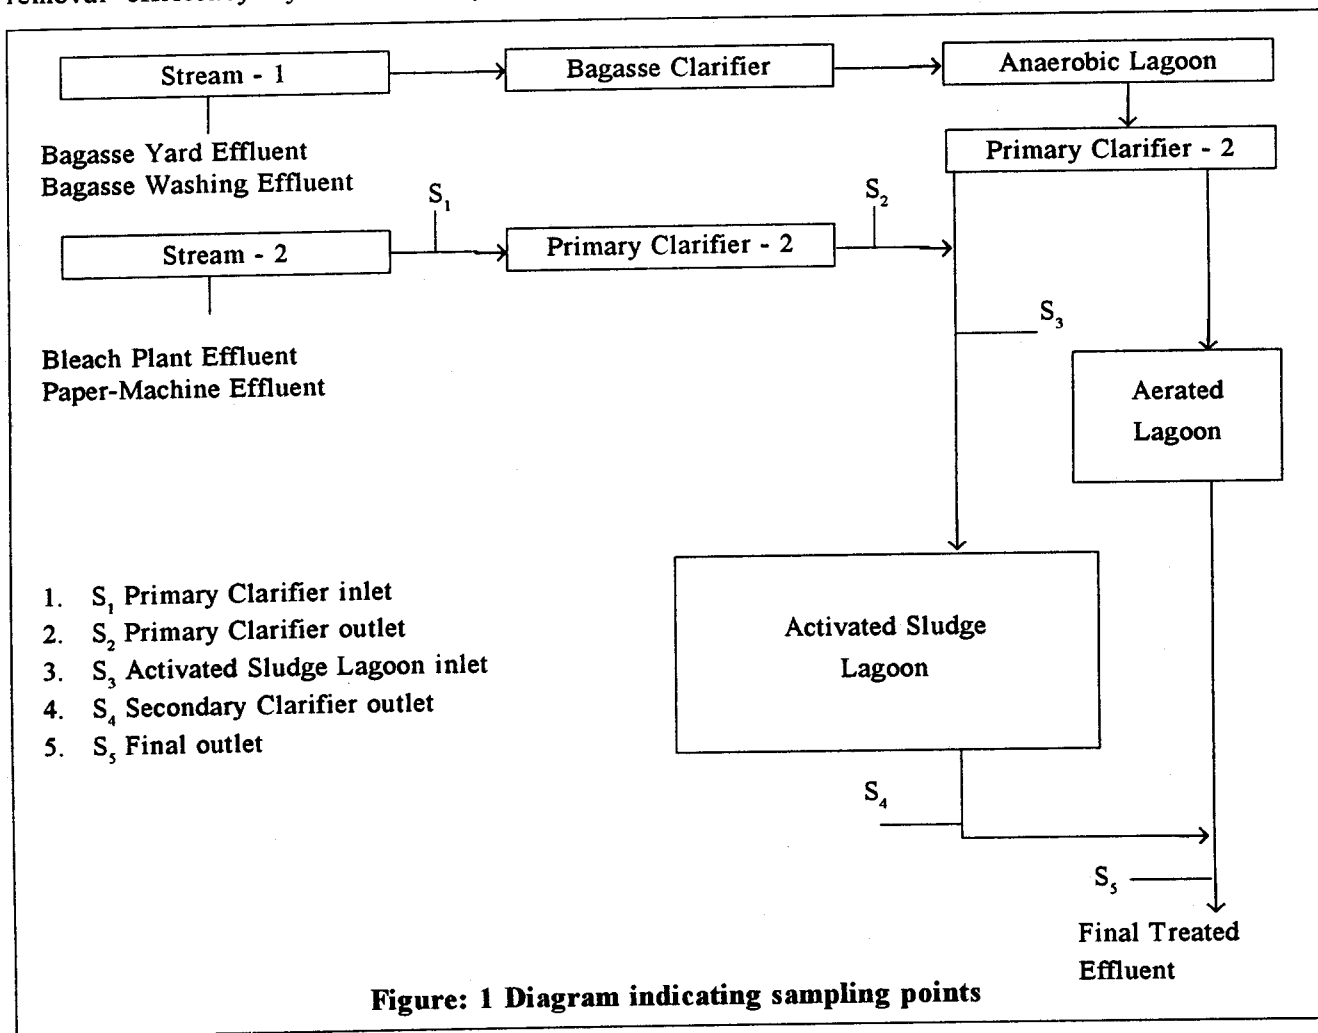 Stream - 1
Bagasse Clarifier
Anaerobic Lagoon
Bagasse Yard Effluent
Bagasse Washing Effluent
Primary Clarifier - 2
S₁
S₂
Stream - 2
Primary Clarifier - 2
S₃
Bleach Plant Effluent
Paper-Machine Effluent
Aerated
Lagoon
1. S₁ Primary Clarifier inlet
2. S₂ Primary Clarifier outlet
3. S₃ Activated Sludge Lagoon inlet
4. S₄ Secondary Clarifier outlet
5. S₅ Final outlet
Activated Sludge
Lagoon
S₄
S₅
Final Treated
Effluent
Figure: 1 Diagram indicating sampling points